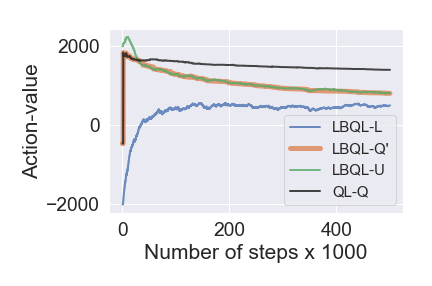 2000
0
−2000
Action-value
LBQL-L
LBQL-Q'
LBQL-U
QL-Q
0 200 400
Number of steps x 1000